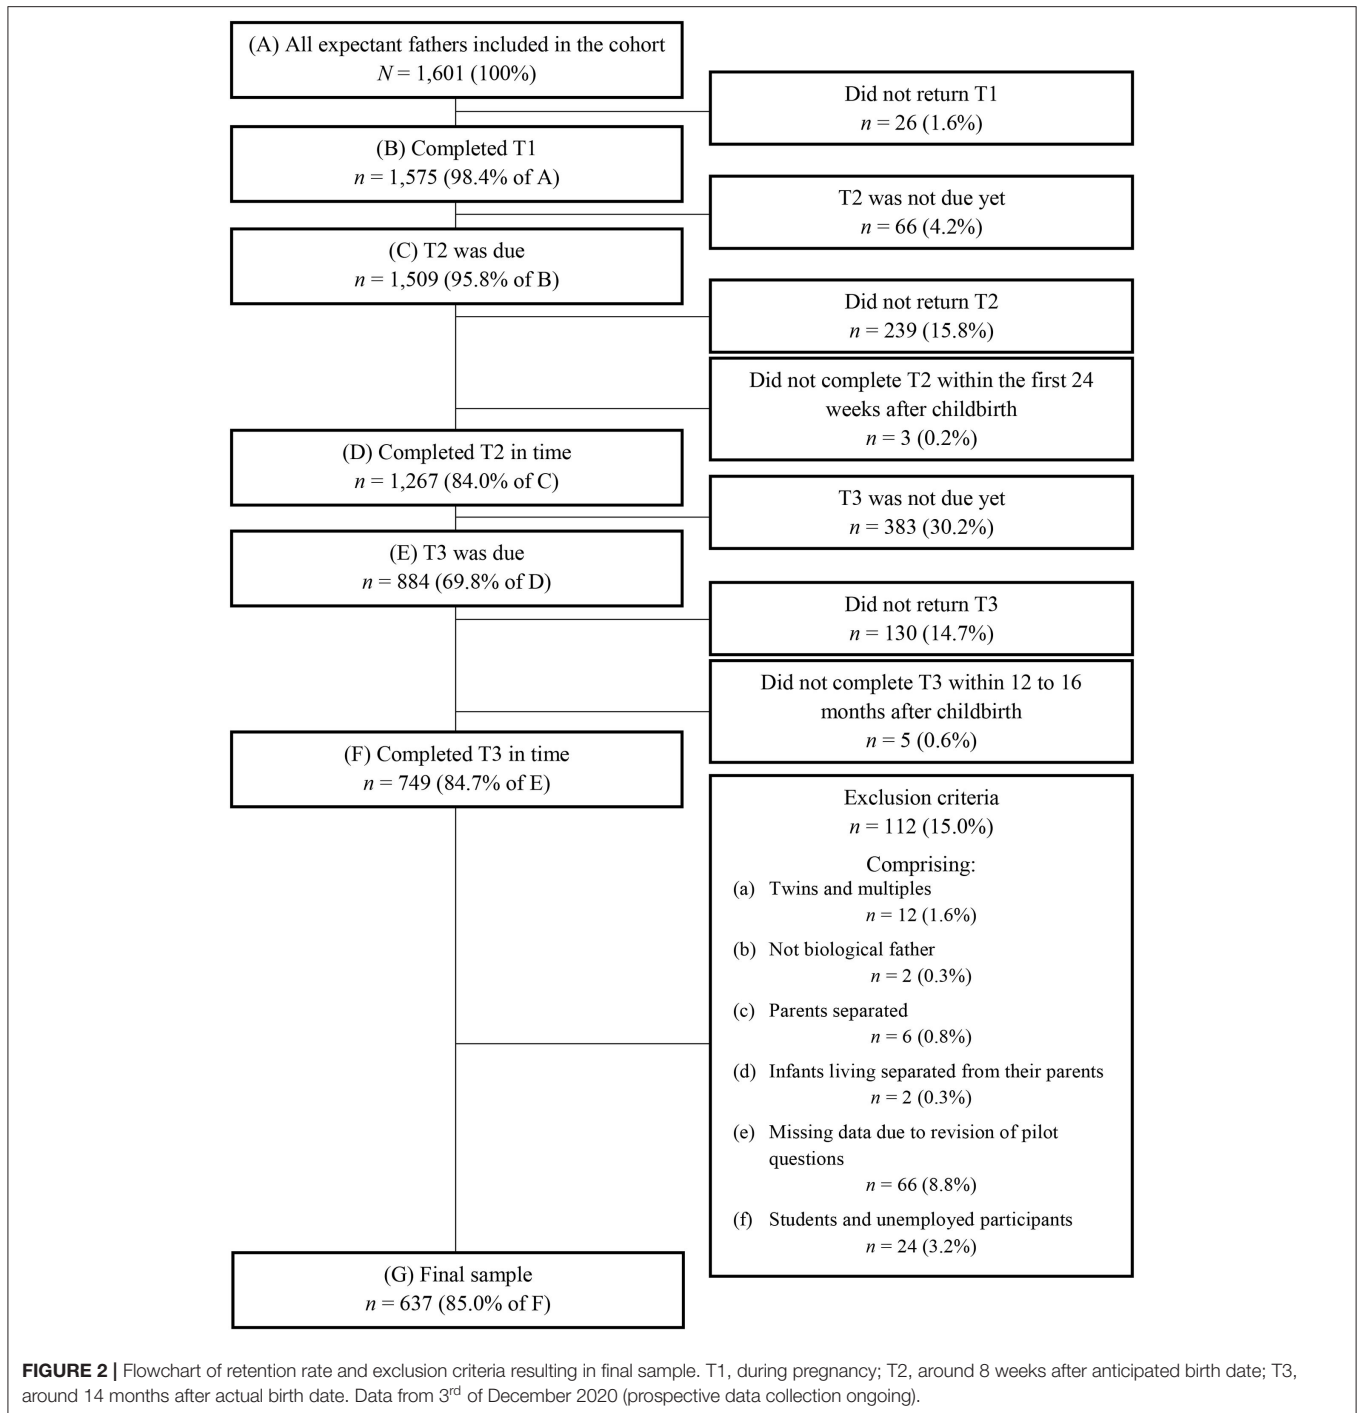 (A) All expectant fathers included in the cohort
N = 1,601 (100%)
Did not return T1
n = 26 (1.6%)
(B) Completed T1
n = 1,575 (98.4% of A)
T2 was not due yet
n = 66 (4.2%)
(C) T2 was due
n = 1,509 (95.8% of B)
Did not return T2
n = 239 (15.8%)
Did not complete T2 within the first 24
weeks after childbirth
n = 3 (0.2%)
(D) Completed T2 in time
n = 1,267 (84.0% of C)
T3 was not due yet
n = 383 (30.2%)
(E) T3 was due
n = 884 (69.8% of D)
Did not return T3
n = 130 (14.7%)
Did not complete T3 within 12 to 16
months after childbirth
n = 5 (0.6%)
(F) Completed T3 in time
n = 749 (84.7% of E)
Exclusion criteria
n = 112 (15.0%)
Comprising:
(a) Twins and multiples
n = 12 (1.6%)
(b) Not biological father
n = 2 (0.3%)
(c) Parents separated
n = 6 (0.8%)
(d) Infants living separated from their parents
n = 2 (0.3%)
(e) Missing data due to revision of pilot
questions
n = 66 (8.8%)
(f) Students and unemployed participants
n = 24 (3.2%)
(G) Final sample
n = 637 (85.0% of F)
FIGURE 2 | Flowchart of retention rate and exclusion criteria resulting in final sample. T1, during pregnancy; T2, around 8 weeks after anticipated birth date; T3,
around 14 months after actual birth date. Data from 3rd of December 2020 (prospective data collection ongoing).